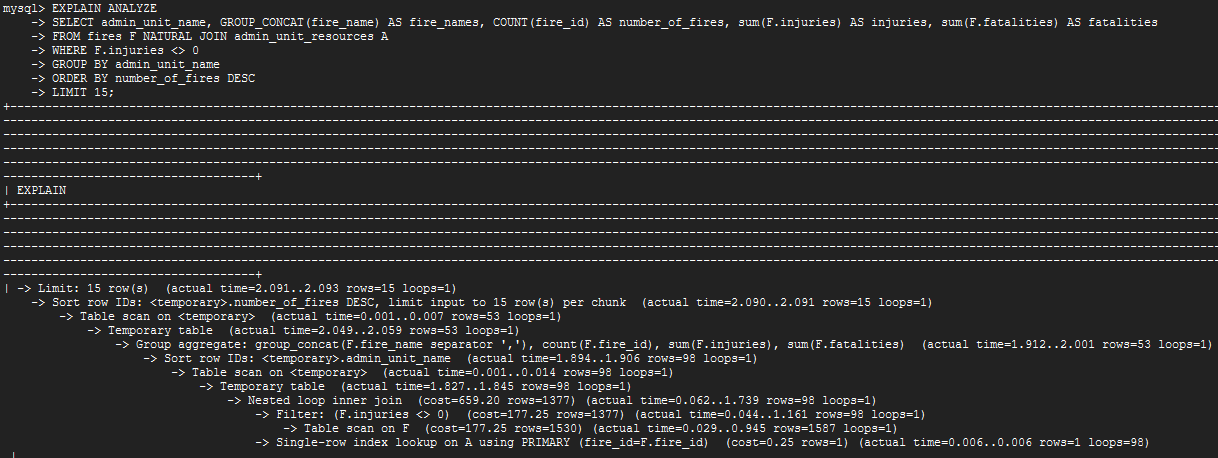 mysql> EXPLAIN ANALYZE
-> SELECT admin_unit_name, GROUP_CONCAT(fire_name) AS fire_names, COUNT(fire_id) AS number_of_fires, sum(F.injuries) AS injuries, sum(F.fatalities) AS fatalities
-> FROM fires F NATURAL JOIN admin_unit_resources A
-> WHERE F.injuries <> 0
-> GROUP BY admin_unit_name
-> ORDER BY number_of_fires DESC
-> LIMIT 15;
| EXPLAIN
| -> Limit: 15 row(s)  (actual time=2.091..2.093 rows=15 loops=1)
-> Sort row IDs: <temporary>.number_of_fires DESC, limit input to 15 row(s) per chunk  (actual time=2.090..2.091 rows=15 loops=1)
-> Table scan on <temporary>  (actual time=0.001..0.007 rows=53 loops=1)
-> Temporary table  (actual time=2.049..2.059 rows=53 loops=1)
-> Group aggregate: group_concat(F.fire_name separator ','), count(F.fire_id), sum(F.injuries), sum(F.fatalities)  (actual time=1.912..2.001 rows=53 loops=1)
-> Sort row IDs: <temporary>.admin_unit_name  (actual time=1.894..1.906 rows=98 loops=1)
-> Table scan on <temporary>  (actual time=0.001..0.014 rows=98 loops=1)
-> Temporary table  (actual time=1.827..1.845 rows=98 loops=1)
-> Nested loop inner join  (cost=659.20 rows=1377) (actual time=0.062..1.739 rows=98 loops=1)
-> Filter: (F.injuries <> 0)  (cost=177.25 rows=1377) (actual time=0.044..1.161 rows=98 loops=1)
-> Table scan on F  (cost=177.25 rows=1530) (actual time=0.029..0.945 rows=1587 loops=1)
-> Single-row index lookup on A using PRIMARY (fire_id=F.fire_id)  (cost=0.25 rows=1) (actual time=0.006..0.006 rows=1 loops=98)